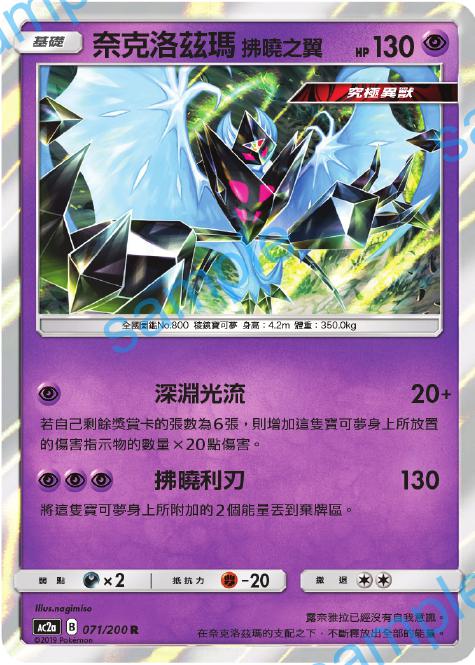 基礎
奈克洛茲瑪 拂曉之翼
HP 130
究極異獸
全國圖鑑No.800 稜鏡寶可夢 身高：4.2m 體重：350.0kg
深淵光流 20+
若自己剩餘獎賞卡的張數為6張，則增加這隻寶可夢身上所放置
的傷害指示物的數量×20點傷害。
拂曉利刃 130
將這隻寶可夢身上所附加的2個能量丟到棄牌區。
弱點 ×2 抵抗力 -20 撤退
Illus.nagimiso
AC2a B 071/200 R
©2019 Pokémon
露奈雅拉已經沒有自我意識。
在奈克洛茲瑪的支配之下，不斷釋放出全部的能量。
sample
sample
sample
sample